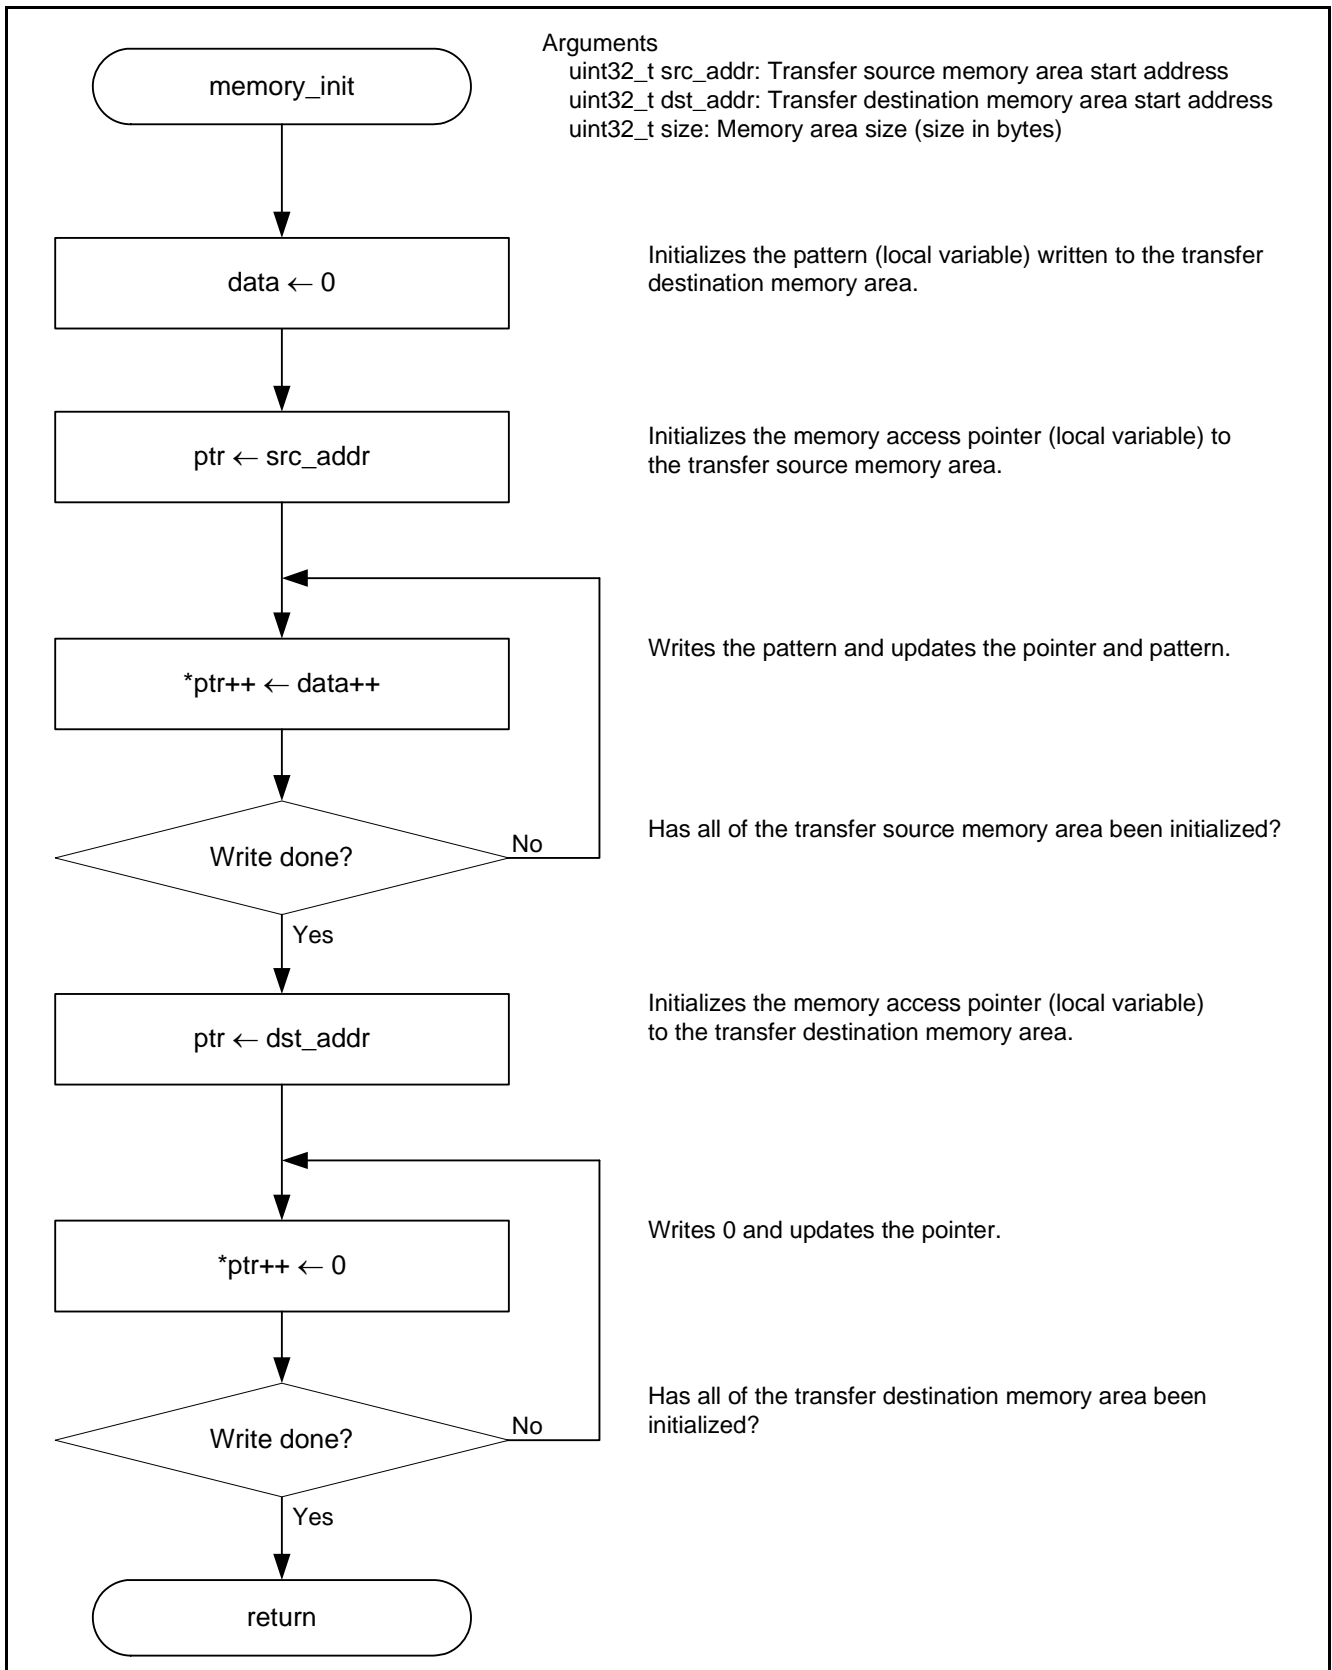 memory_init
Arguments
uint32_t src_addr: Transfer source memory area start address
uint32_t dst_addr: Transfer destination memory area start address
uint32_t size: Memory area size (size in bytes)
data ← 0
Initializes the pattern (local variable) written to the transfer
destination memory area.
ptr ← src_addr
Initializes the memory access pointer (local variable) to
the transfer source memory area.
*ptr++ ← data++
Writes the pattern and updates the pointer and pattern.
Write done?
No
Has all of the transfer source memory area been initialized?
Yes
ptr ← dst_addr
Initializes the memory access pointer (local variable)
to the transfer destination memory area.
*ptr++ ← 0
Writes 0 and updates the pointer.
Write done?
No
Has all of the transfer destination memory area been
initialized?
Yes
return